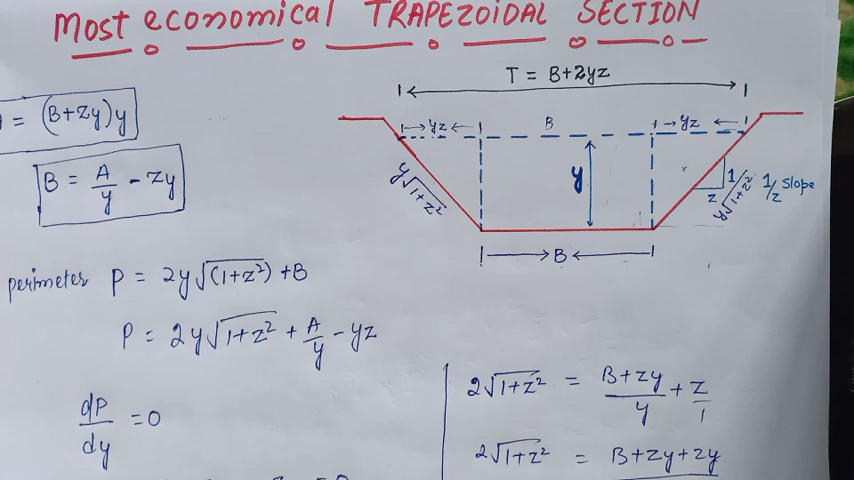 Most economical TRAPEZOIDAL SECTION
T = B+2yz
= (B+zy)y
yz
B
yz
B = A/y - zy
y√1+z²
y
1
z
y√1+z²
1/z slope
B
perimeter P = 2y√(1+z²) + B
P = 2y√1+z² + A/y - yz
dP/dy = 0
2√1+z² = B+zy/y + z/1
2√1+z² = B+zy+zy